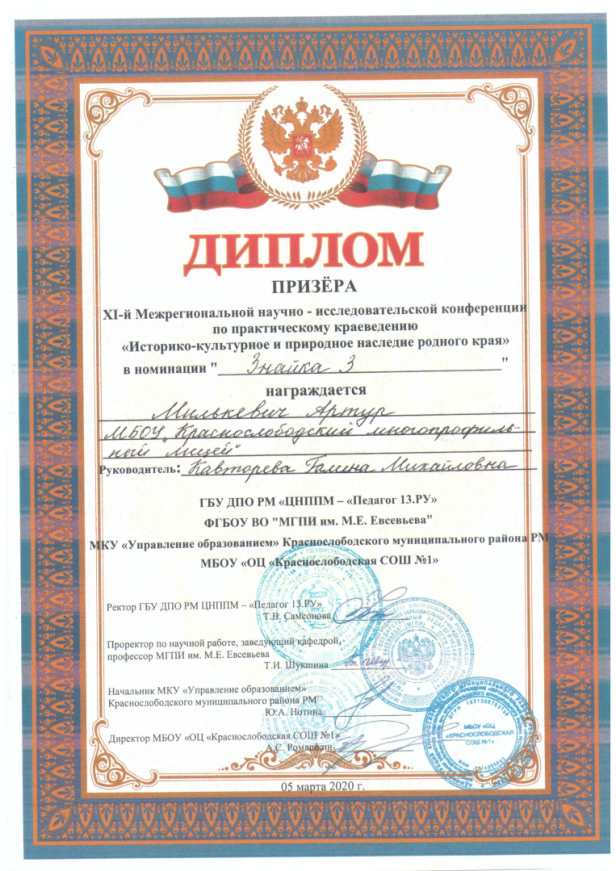 ДИПЛОМ
ПРИЗЁРА
XI-й Межрегиональной научно - исследовательской конференции
по практическому краеведению
«Историко-культурное и природное наследие родного края»
в номинации " Знайка 3 "
награждается
Милькевич Артур
МБОУ „Краснослободский многопрофиль-
ный лицей"
Руководитель: Кавторева Галина Михайловна
ГБУ ДПО РМ «ЦНППМ – «Педагог 13.РУ»
ФГБОУ ВО "МГПИ им. М.Е. Евсевьева"
МКУ «Управление образованием» Краснослободского муниципального района РМ
МБОУ «ОЦ «Краснослободская СОШ №1»
Ректор ГБУ ДПО РМ ЦНППМ – «Педагог 13.РУ»
Т.В. Самсонова
Проректор по научной работе, заведующий кафедрой,
профессор МГПИ им. М.Е. Евсевьева
Т.И. Шукшина
Начальник МКУ «Управление образованием»
Краснослободского муниципального района РМ
Ю.А. Нотина
Директор МБОУ «ОЦ «Краснослободская СОШ №1»
А.С. Ромашкин
МБОУ «ОЦ
«КРАСНОСЛОБОДСКАЯ
СОШ №1»
05 марта 2020 г.